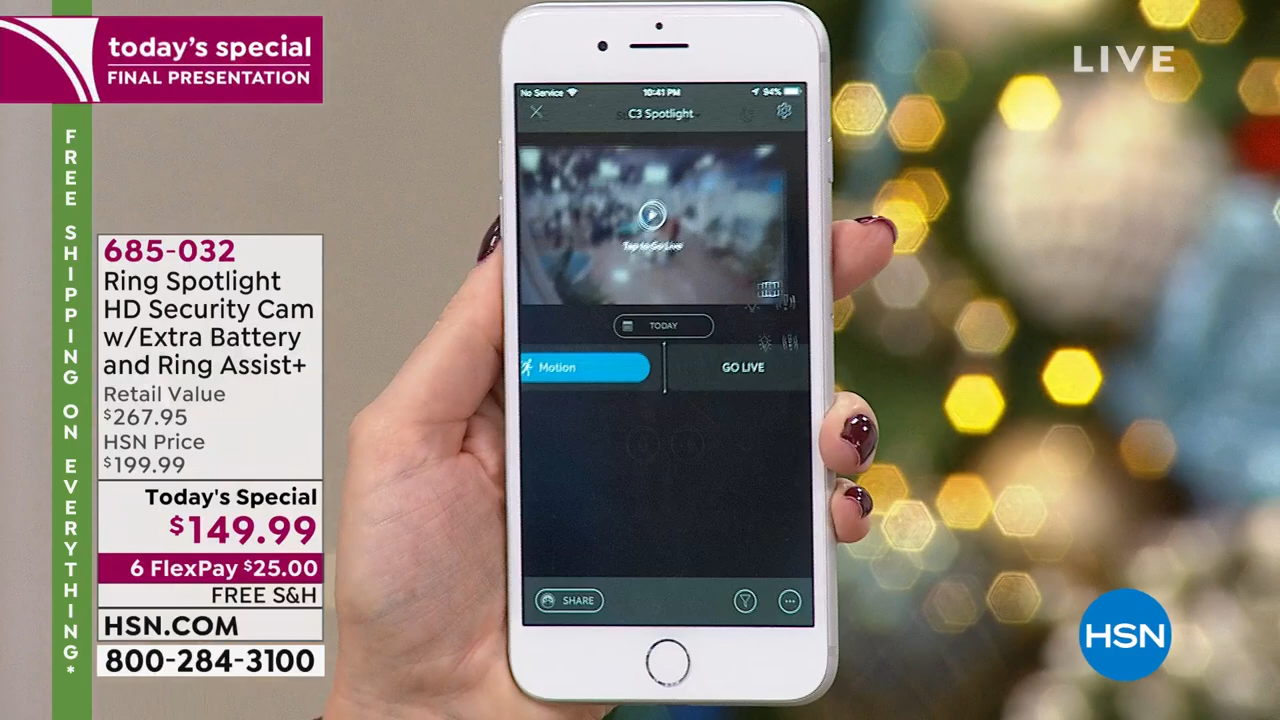 today's special
FINAL PRESENTATION
FREE SHIPPING ON EVERYTHING*
685-032
Ring Spotlight
HD Security Cam
w/Extra Battery
and Ring Assist+
Retail Value
$267.95
HSN Price
$199.99
Today's Special
$149.99
6 FlexPay $25.00
FREE S&H
HSN.COM
800-284-3100
No Service 10:41 PM 94%
C3 Spotlight
Tap to Go Live
TODAY
Motion
GO LIVE
SHARE
LIVE
HSN